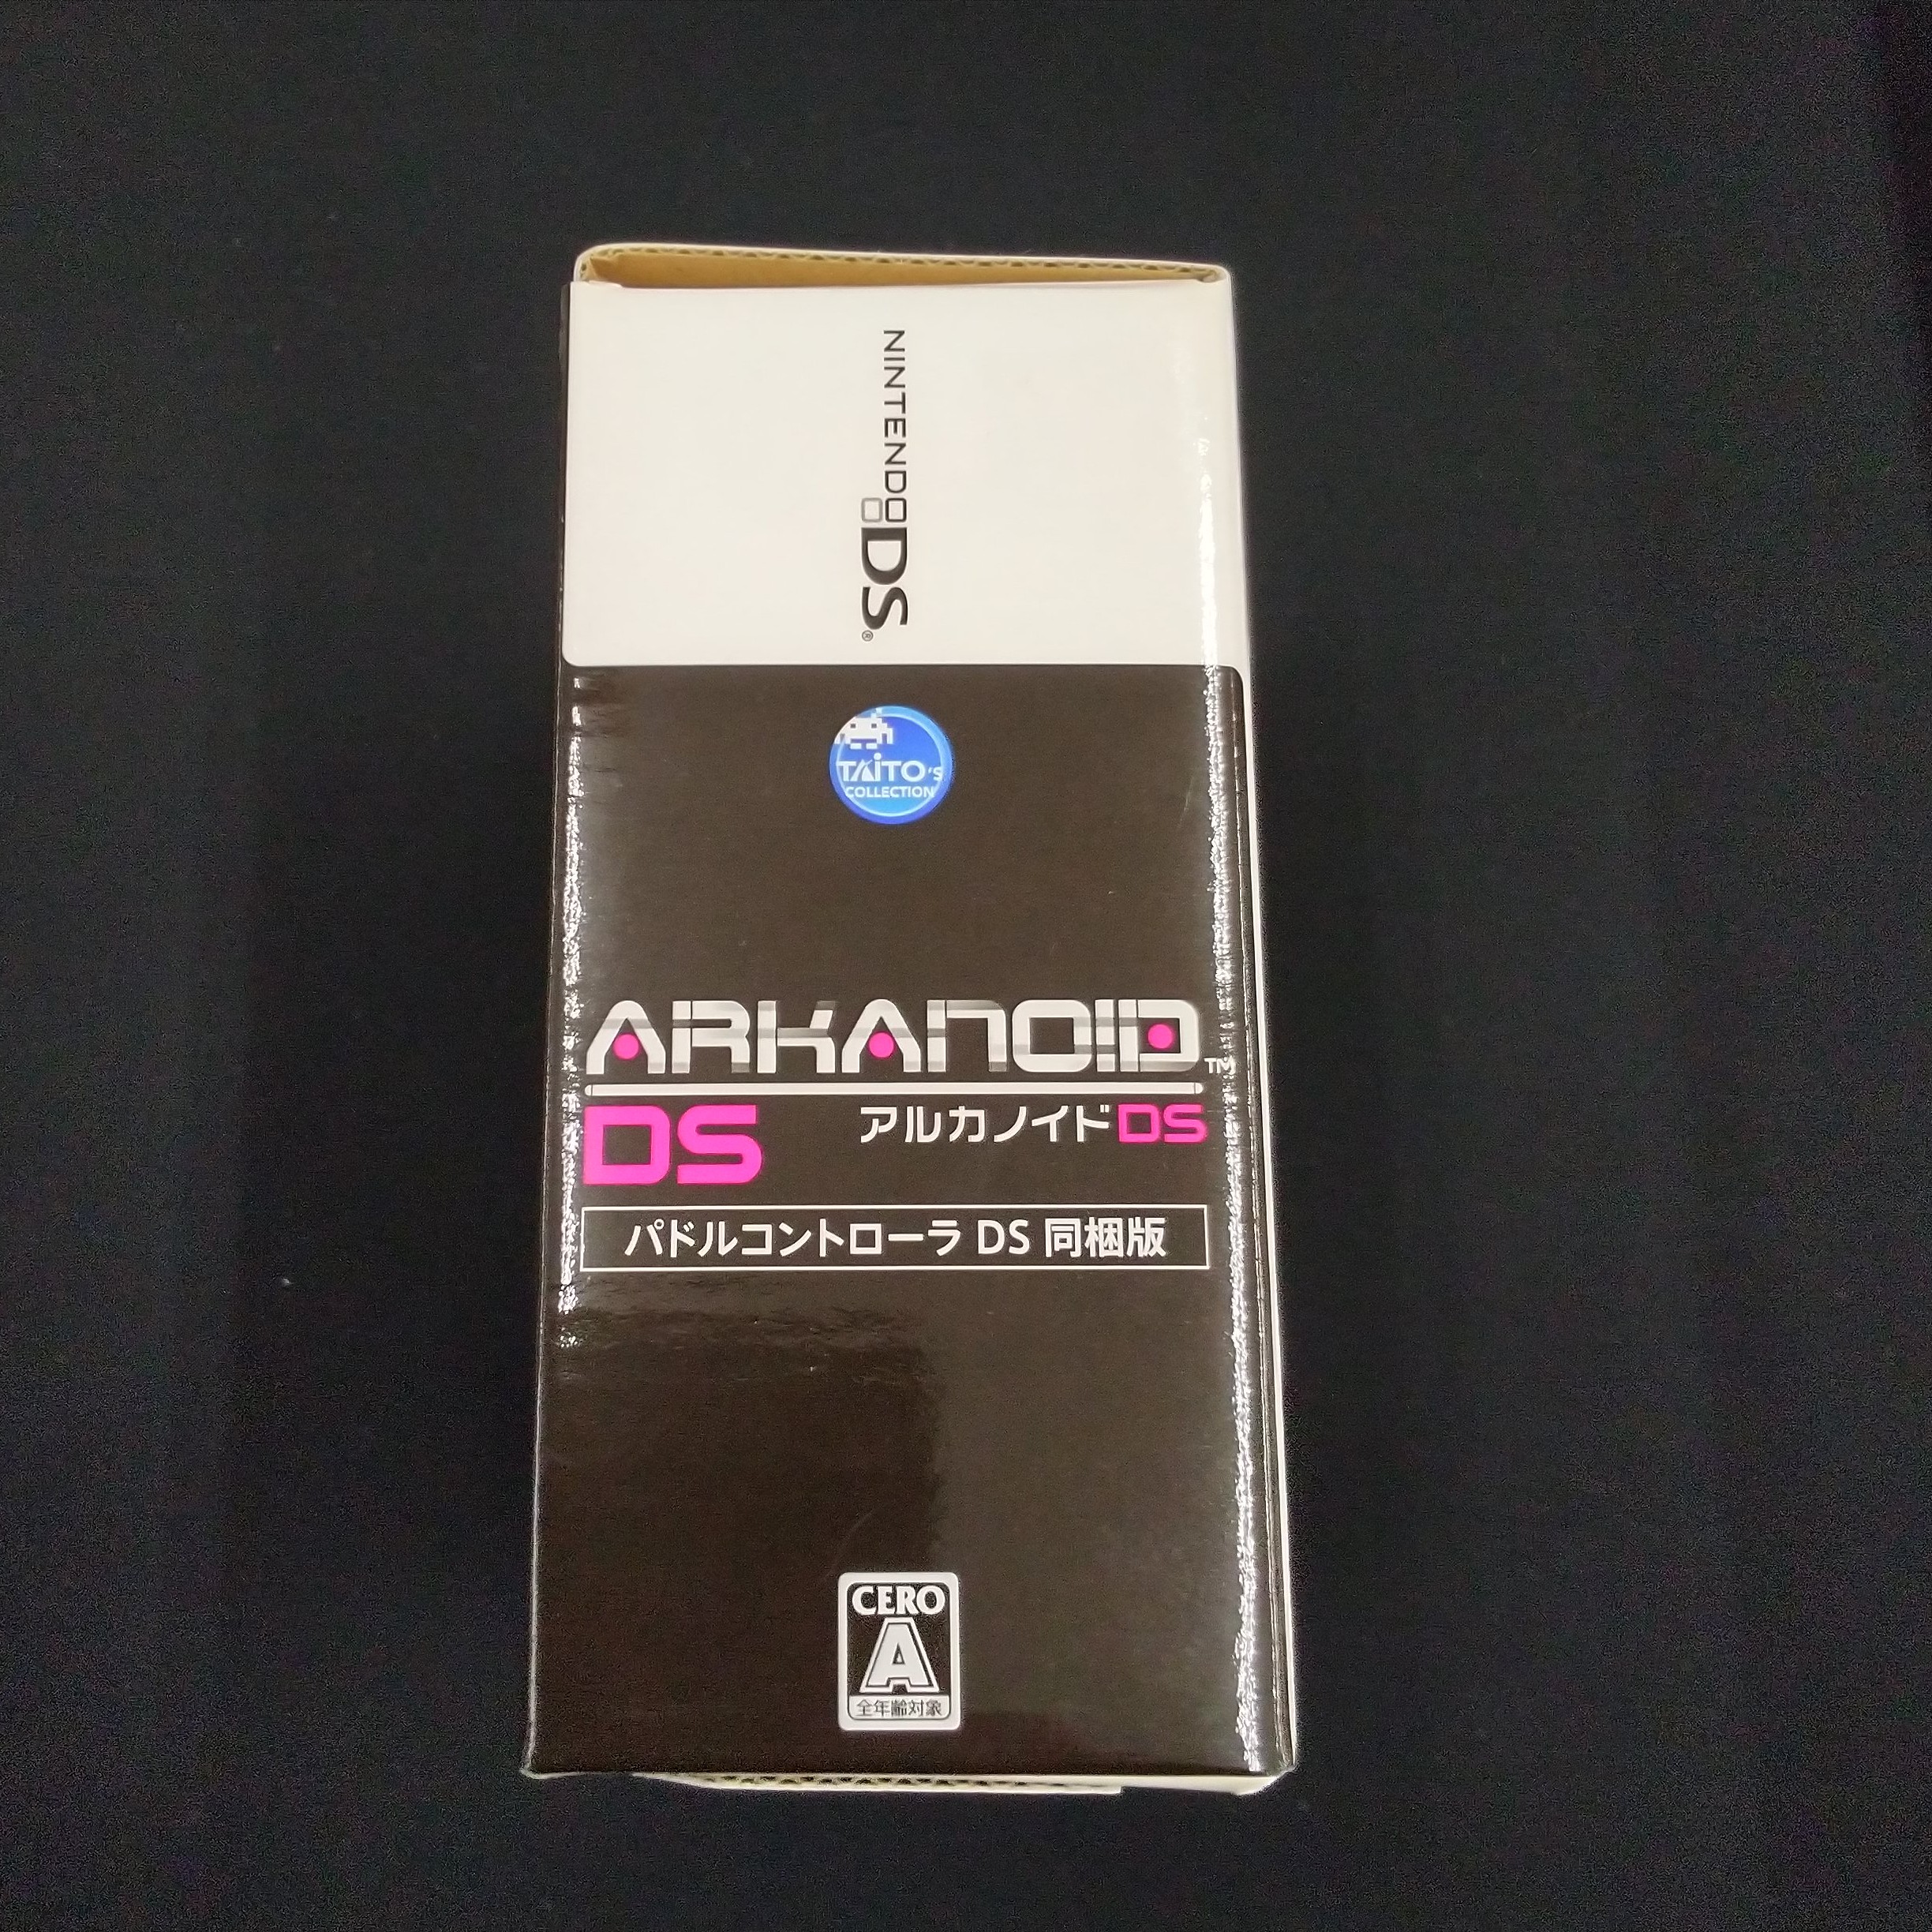 NINTENDO DS®
TAITO's
COLLECTION
ARKANOID™
DS アルカノイドDS
パドルコントローラ DS 同梱版
CERO
A
全年齢対象